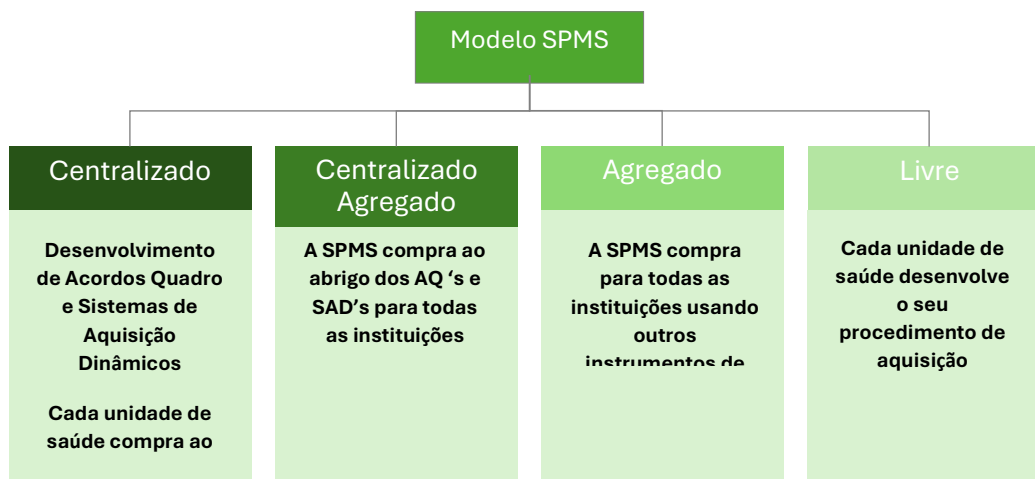 Modelo SPMS
Centralizado
Desenvolvimento
de Acordos Quadro
e Sistemas de
Aquisição
Dinâmicos
Cada unidade de
saúde compra ao
Centralizado
Agregado
A SPMS compra ao
abrigo dos AQ ‘s e
SAD’s para todas
as instituições
Agregado
A SPMS compra
para todas as
instituições usando
outros
instrumentos de
Livre
Cada unidade de
saúde desenvolve
o seu
procedimento de
aquisição